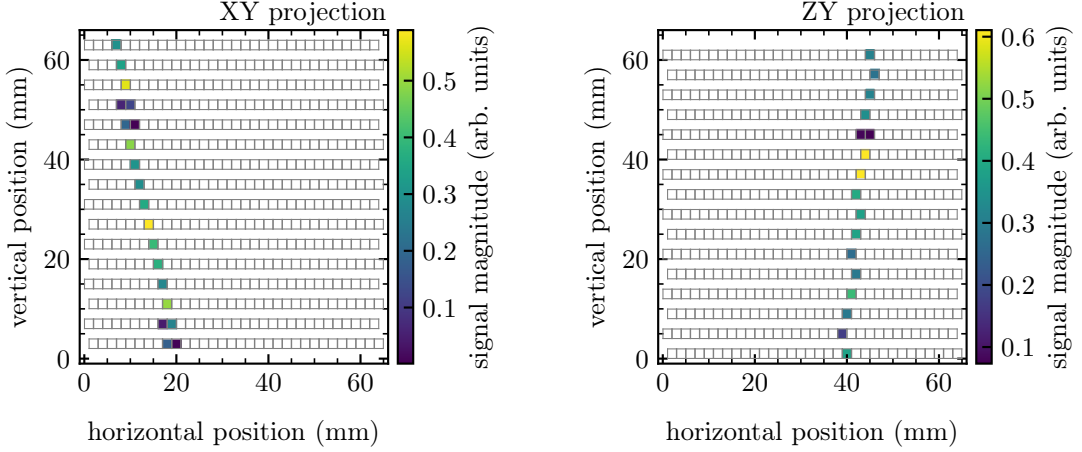 XY projection
60
40
20
0
vertical position (mm)
0 20 40 60
horizontal position (mm)
0.5
0.4
0.3
0.2
0.1
signal magnitude (arb. units)
ZY projection
60
40
20
0
vertical position (mm)
0 20 40 60
horizontal position (mm)
0.6
0.5
0.4
0.3
0.2
0.1
signal magnitude (arb. units)